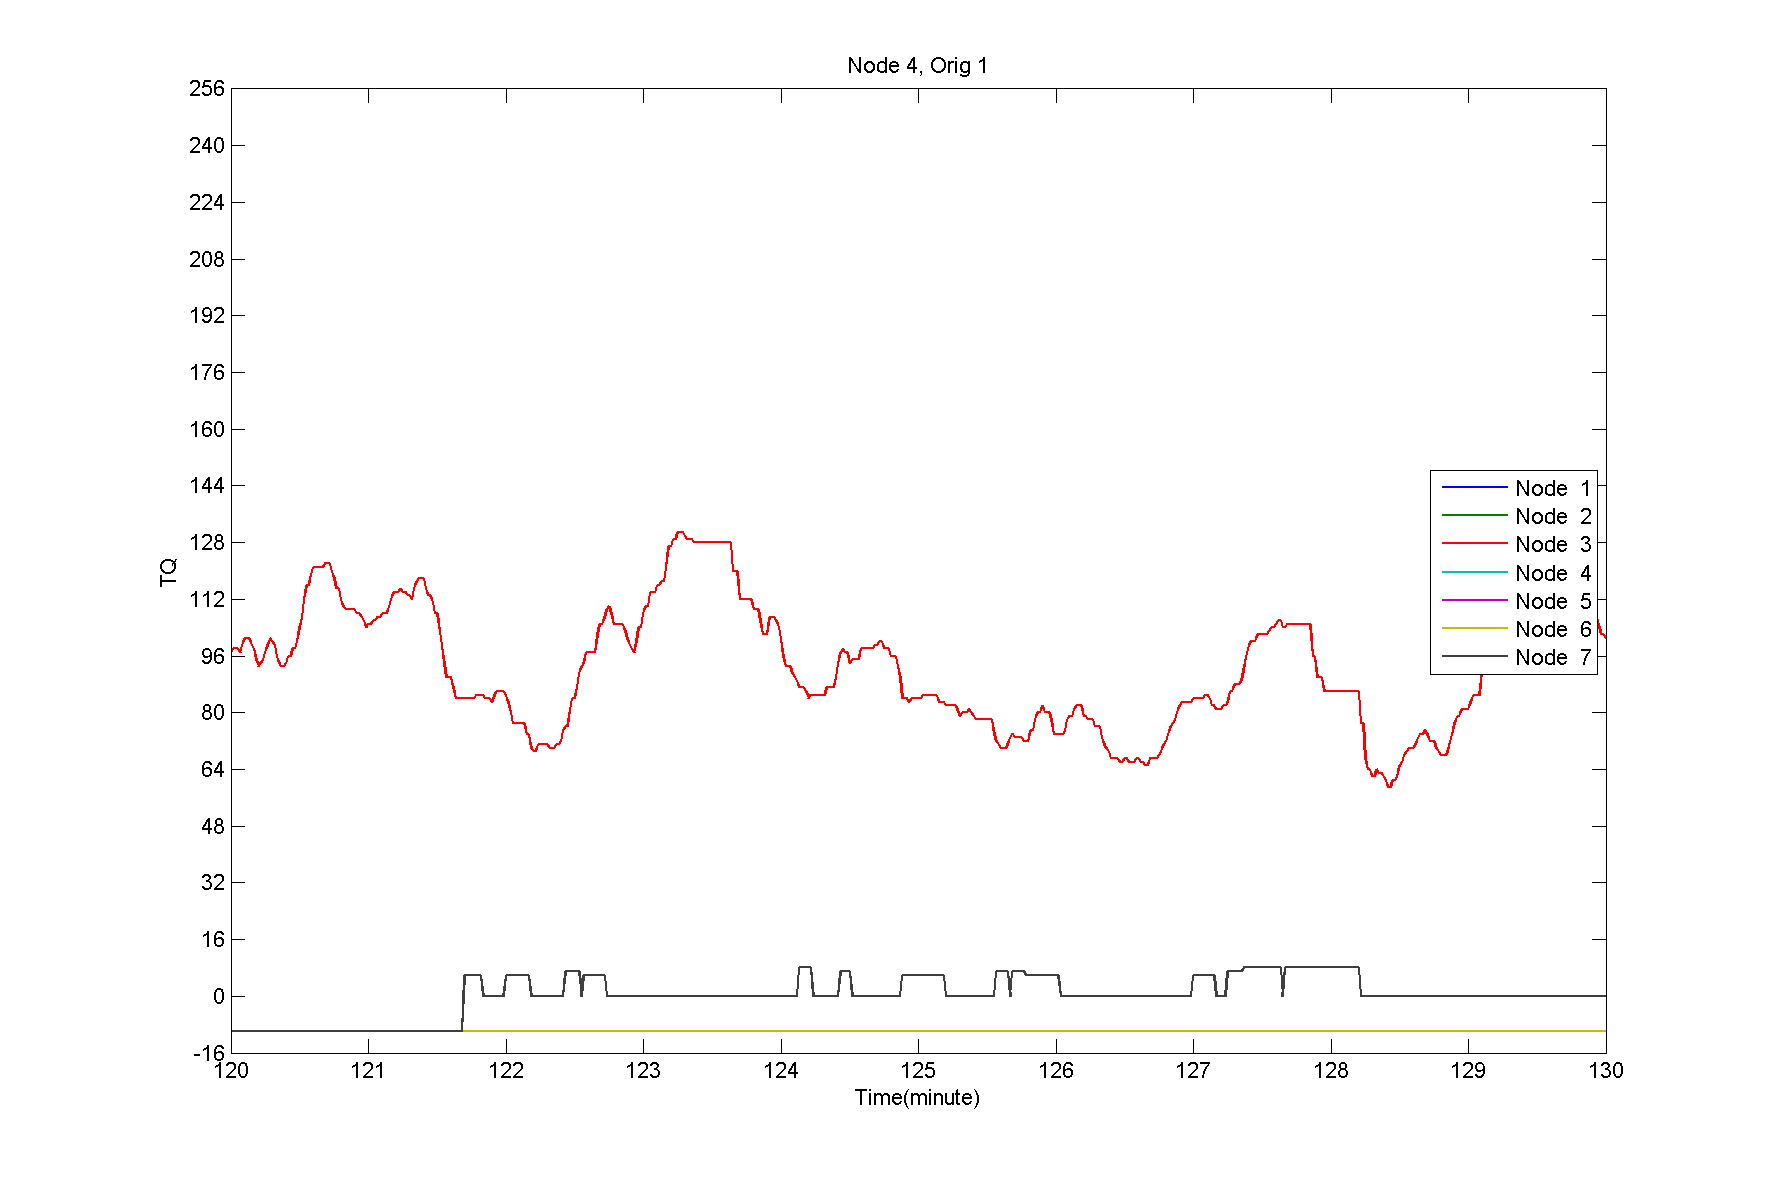 Node 4, Orig 1
256
240
224
208
192
176
160
144
128
112
96
80
64
48
32
16
0
-16
TQ
Node 1
Node 2
Node 3
Node 4
Node 5
Node 6
Node 7
120 121 122 123 124 125 126 127 128 129 130
Time(minute)